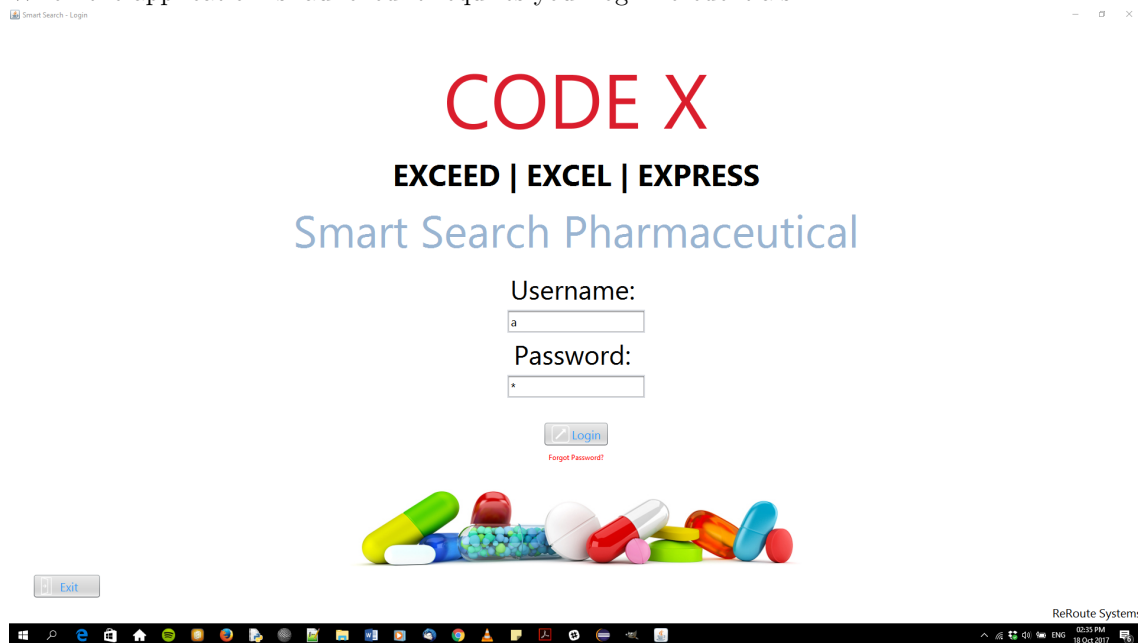 Smart Search - Login
CODE X
EXCEED | EXCEL | EXPRESS
Smart Search Pharmaceutical
Username:
a
Password:
*
Login
Forgot Password?
Exit
ReRoute Systems
ENG
02:35 PM
18 Oct 2017